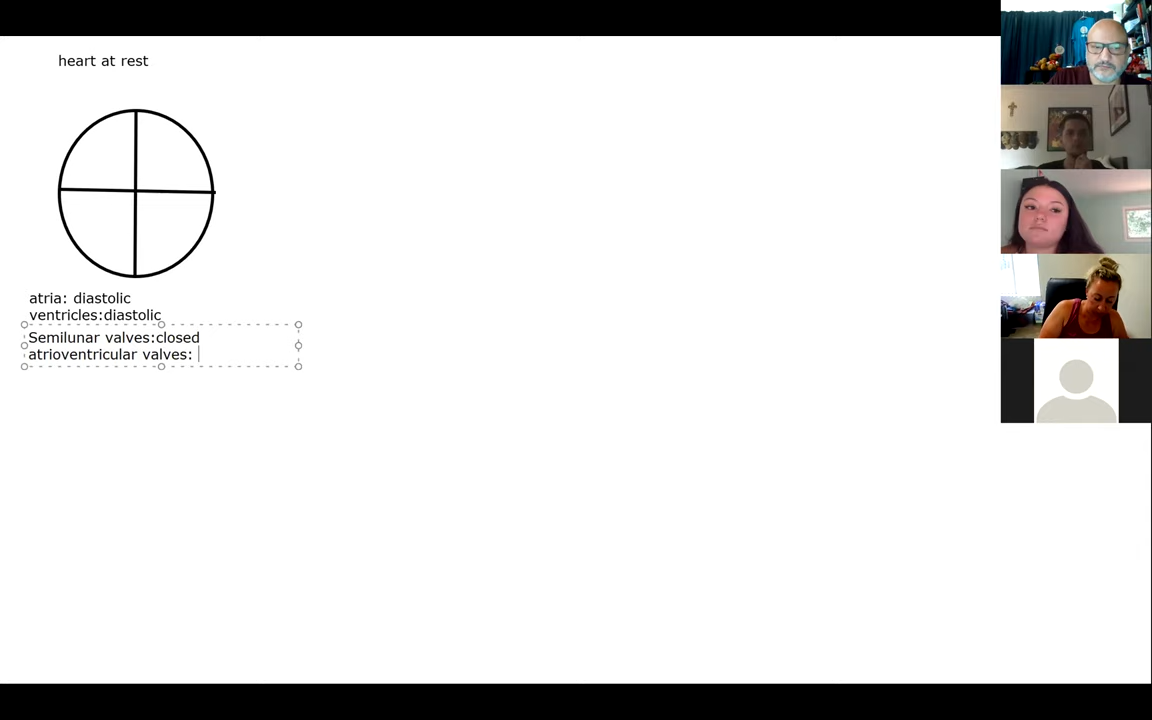 heart at rest
atria: diastolic
ventricles:diastolic
Semilunar valves:closed
atrioventricular valves: